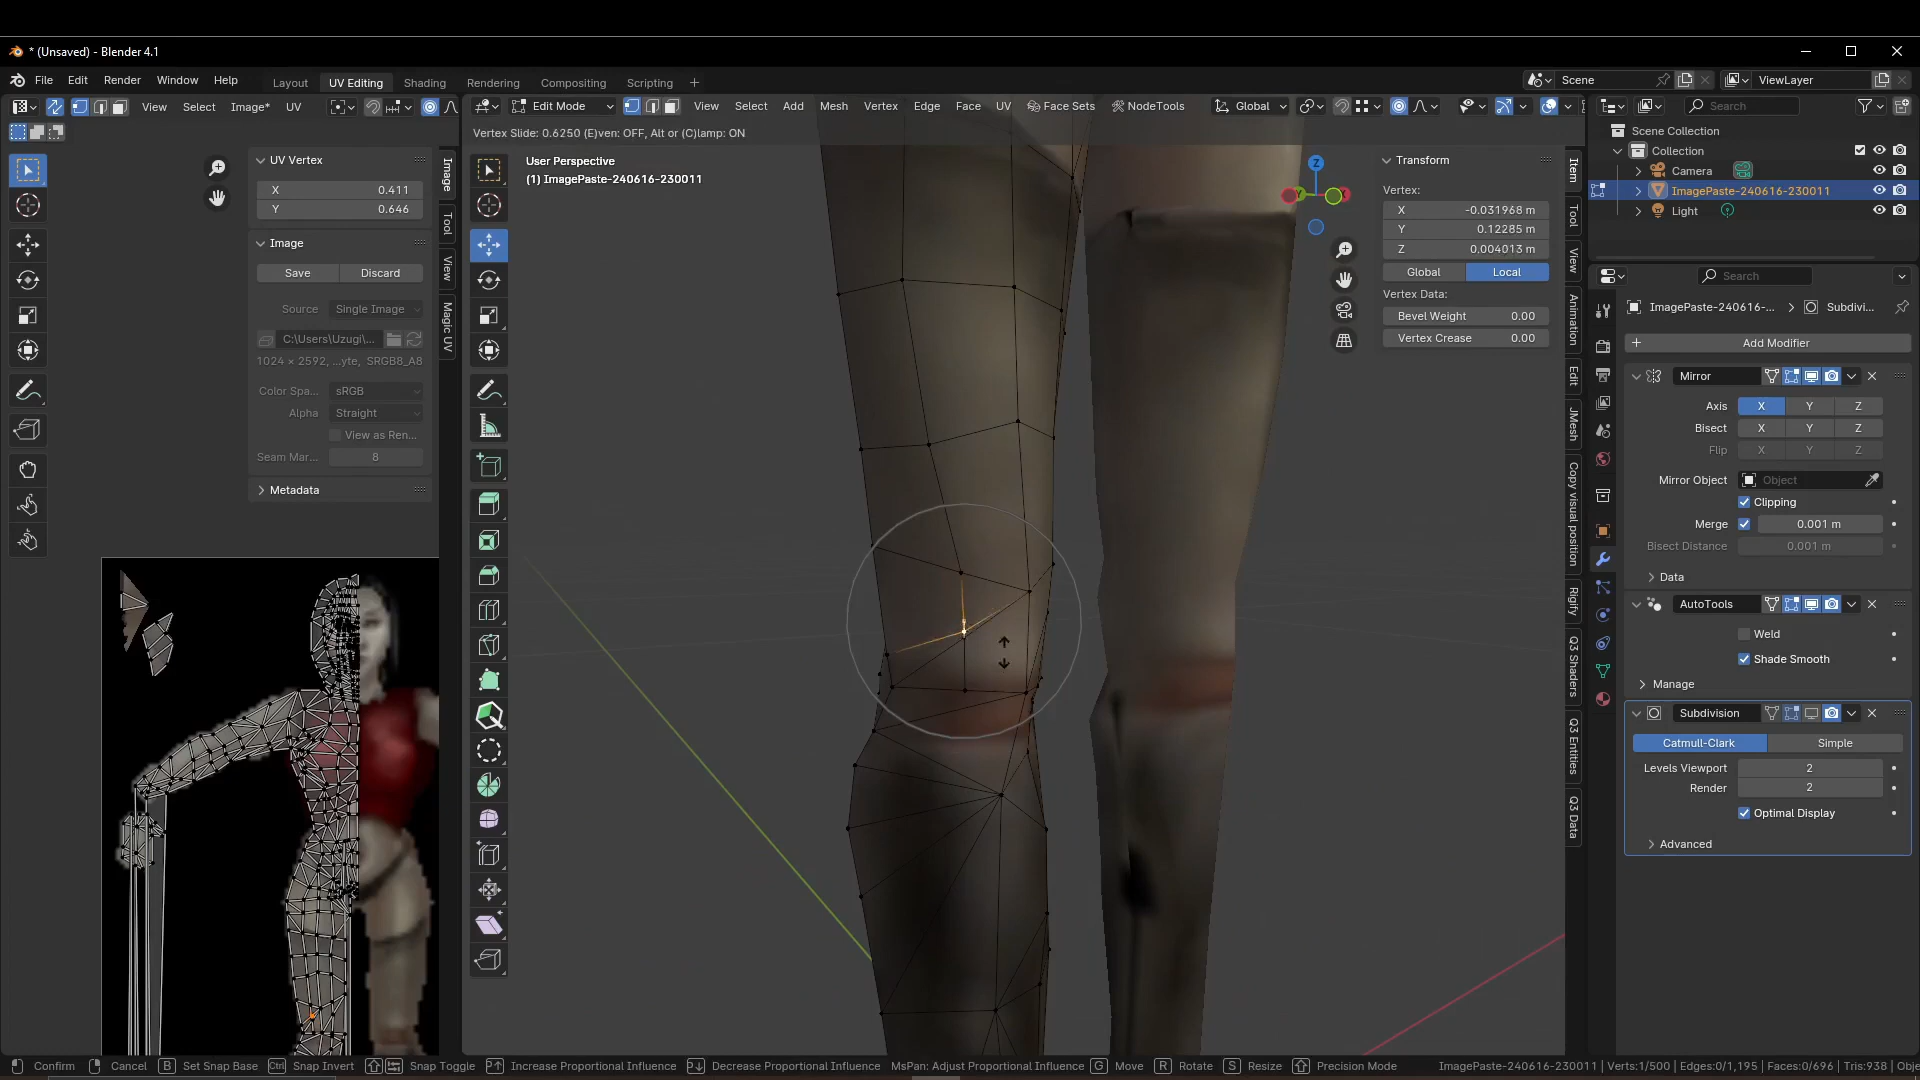 * (Unsaved) - Blender 4.1
File Edit Render Window Help
Layout UV Editing Shading Rendering Compositing Scripting +
Scene
ViewLayer
View Select Image* UV
Edit Mode
View Select Add Mesh Vertex Edge Face UV Face Sets NodeTools
Global
Search
Vertex Slide: 0.6250 (E)ven: OFF, Alt or (C)lamp: ON
UV Vertex
X 0.411
Y 0.646
Image
Save Discard
Source Single Image
C:\Users\Uzugi\...
1024 × 2592, ...yte, SRGB8_A8
Color Spa... sRGB
Alpha Straight
View as Ren...
Seam Mar... 8
Metadata
Image
Tool
View
Magic UV
User Perspective
(1) ImagePaste-240616-230011
Z
Transform
Vertex:
X -0.031968 m
Y 0.12285 m
Z 0.004013 m
Global Local
Vertex Data:
Bevel Weight 0.00
Vertex Crease 0.00
Item
Tool
View
Animation
Edit
JMesh
Copy visual position
Rigify
Q3 Shaders
Q3 Entities
Q3 Data
Scene Collection
Collection
Camera
ImagePaste-240616-230011
Light
Search
ImagePaste-240616-... > Subdivi...
+ Add Modifier
Mirror
Axis X Y Z
Bisect X Y Z
Flip X Y Z
Mirror Object Object
Clipping
Merge 0.001 m
Bisect Distance 0.001 m
Data
AutoTools
Weld
Shade Smooth
Manage
Subdivision
Catmull-Clark Simple
Levels Viewport 2
Render 2
Optimal Display
Advanced
Confirm Cancel B Set Snap Base Ctrl Snap Invert Snap Toggle Increase Proportional Influence Decrease Proportional Influence MsPan: Adjust Proportional Influence G Move R Rotate S Resize Precision Mode ImagePaste-240616-230011 | Verts:1/500 | Edges:0/1,195 | Faces:0/696 | Tris:938 | Obje